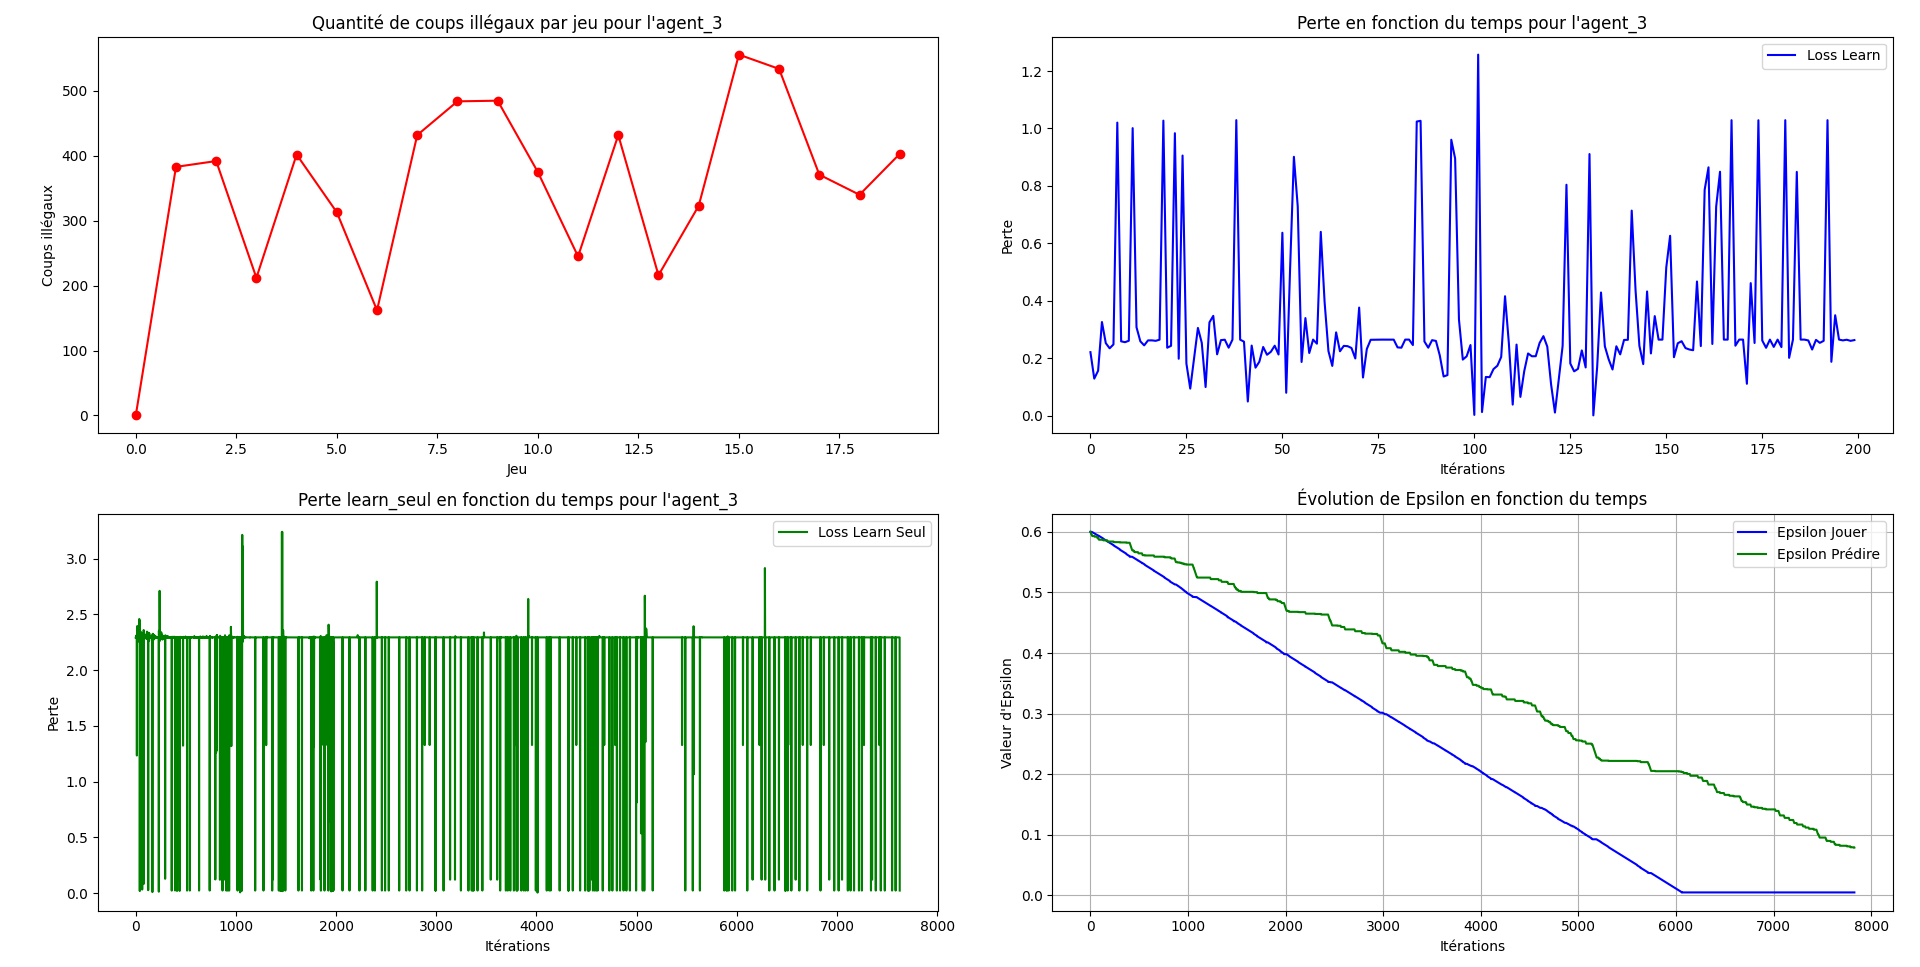 Quantité de coups illégaux par jeu pour l'agent_3
Coups illégaux
500
400
300
200
100
0
0.0 2.5 5.0 7.5 10.0 12.5 15.0 17.5
Jeu
Perte en fonction du temps pour l'agent_3
Loss Learn
Perte
1.2
1.0
0.8
0.6
0.4
0.2
0.0
0 25 50 75 100 125 150 175 200
Itérations
Perte learn_seul en fonction du temps pour l'agent_3
Loss Learn Seul
Perte
3.0
2.5
2.0
1.5
1.0
0.5
0.0
0 1000 2000 3000 4000 5000 6000 7000 8000
Itérations
Évolution de Epsilon en fonction du temps
Epsilon Jouer
Epsilon Prédire
Valeur d'Epsilon
0.6
0.5
0.4
0.3
0.2
0.1
0.0
0 1000 2000 3000 4000 5000 6000 7000 8000
Itérations